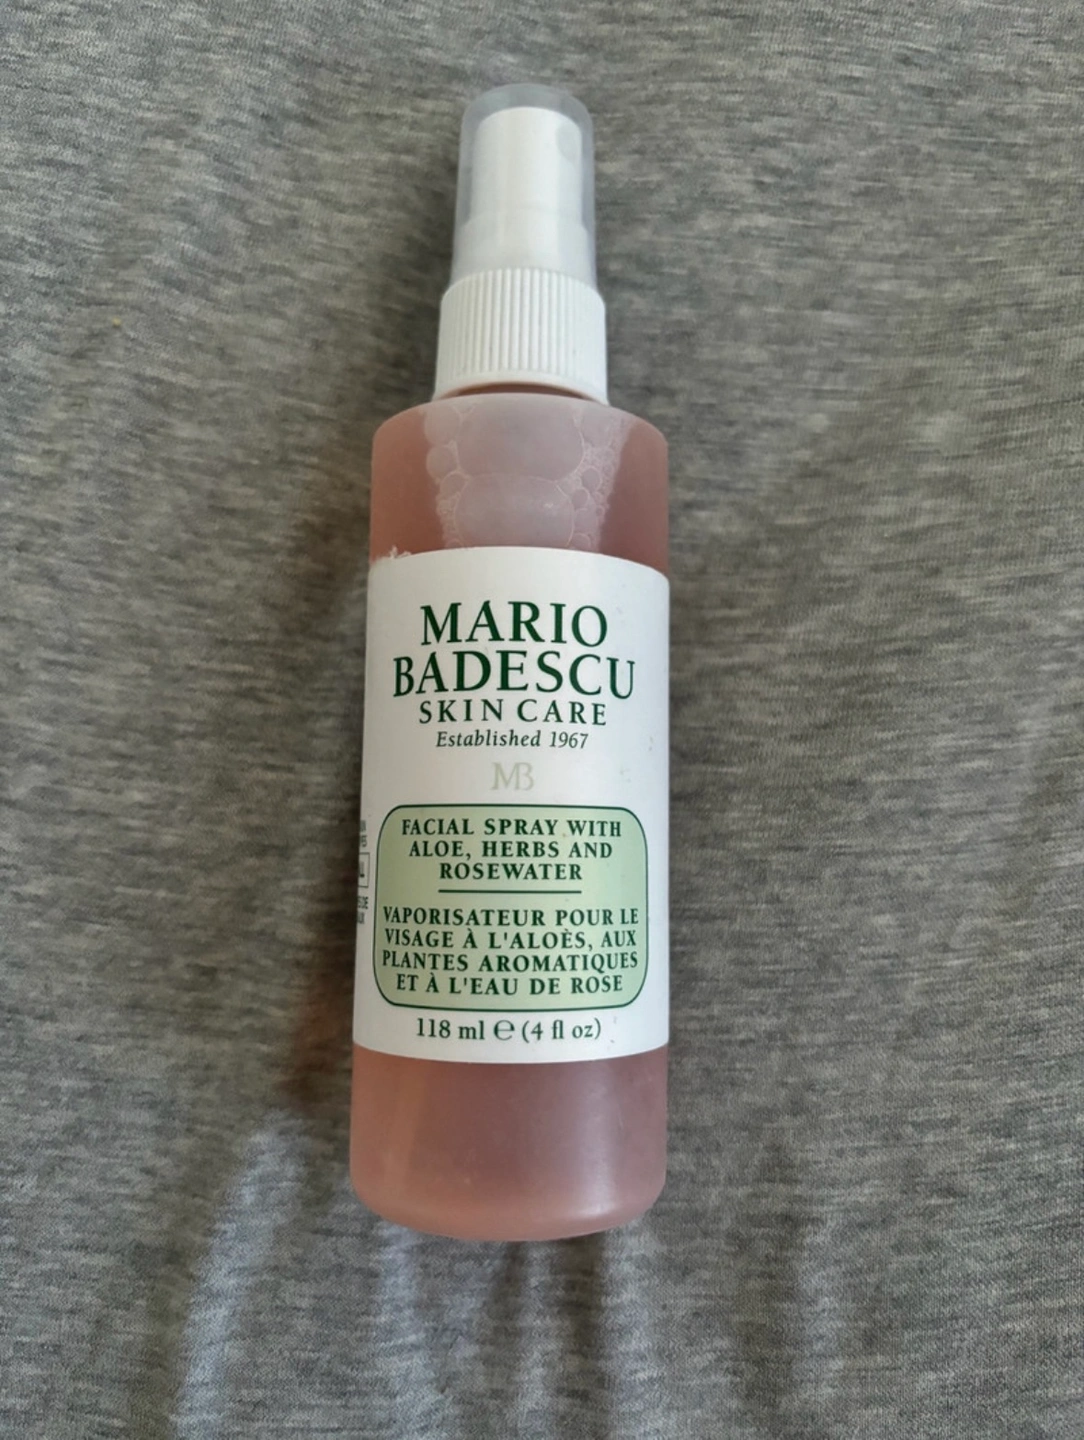 MARIO
BADESCU
SKIN CARE
Established 1967
MB
FACIAL SPRAY WITH
ALOE, HERBS AND
ROSEWATER
VAPORISATEUR POUR LE
VISAGE À L'ALOÈS, AUX
PLANTES AROMATIQUES
ET À L'EAU DE ROSE
118 ml ℮ (4 fl oz)